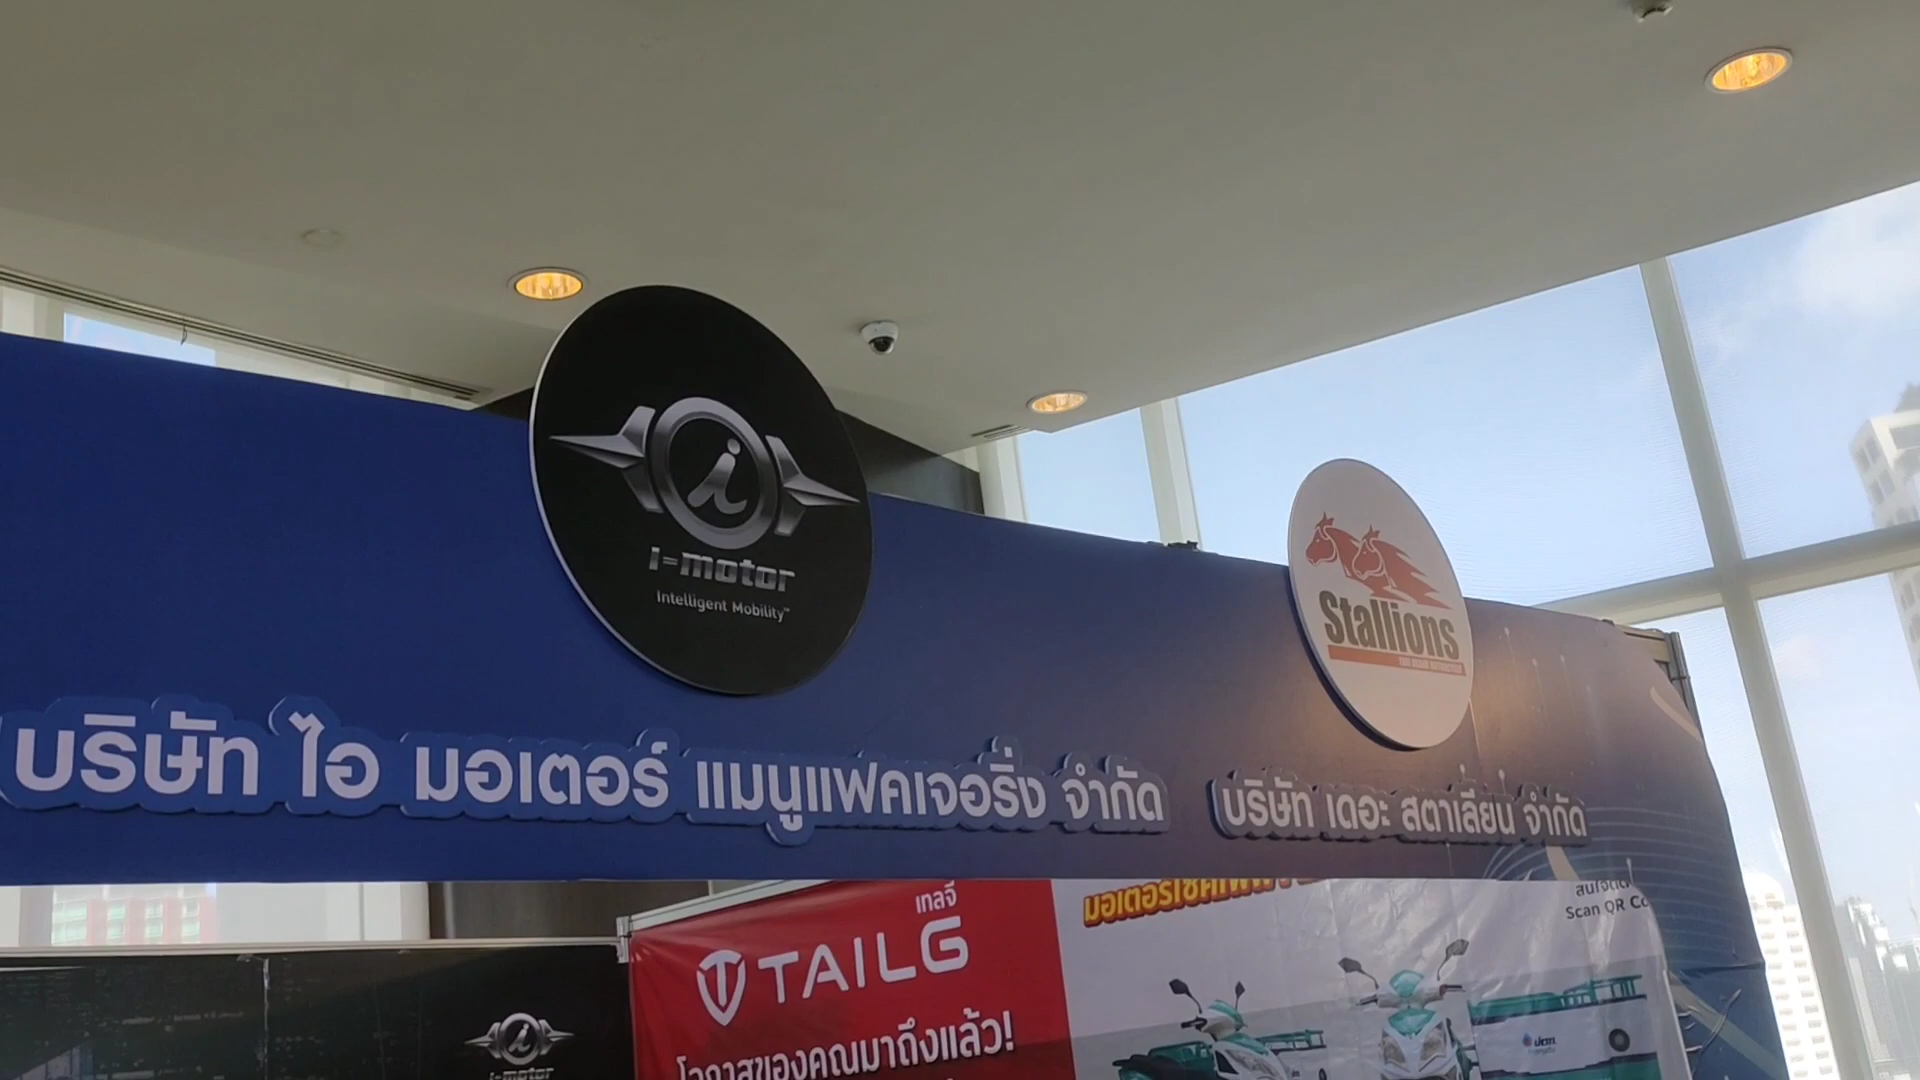 i-motor
Intelligent Mobility™
Stallions
บริษัท ไอ มอเตอร์ แมนูแฟคเจอริ่ง จำกัด
บริษัท เดอะ สตาเลี่ยน จำกัด
เทลจี
TAILG
โอกาสของคุณมาถึงแล้ว!
Scan QR
i-motor